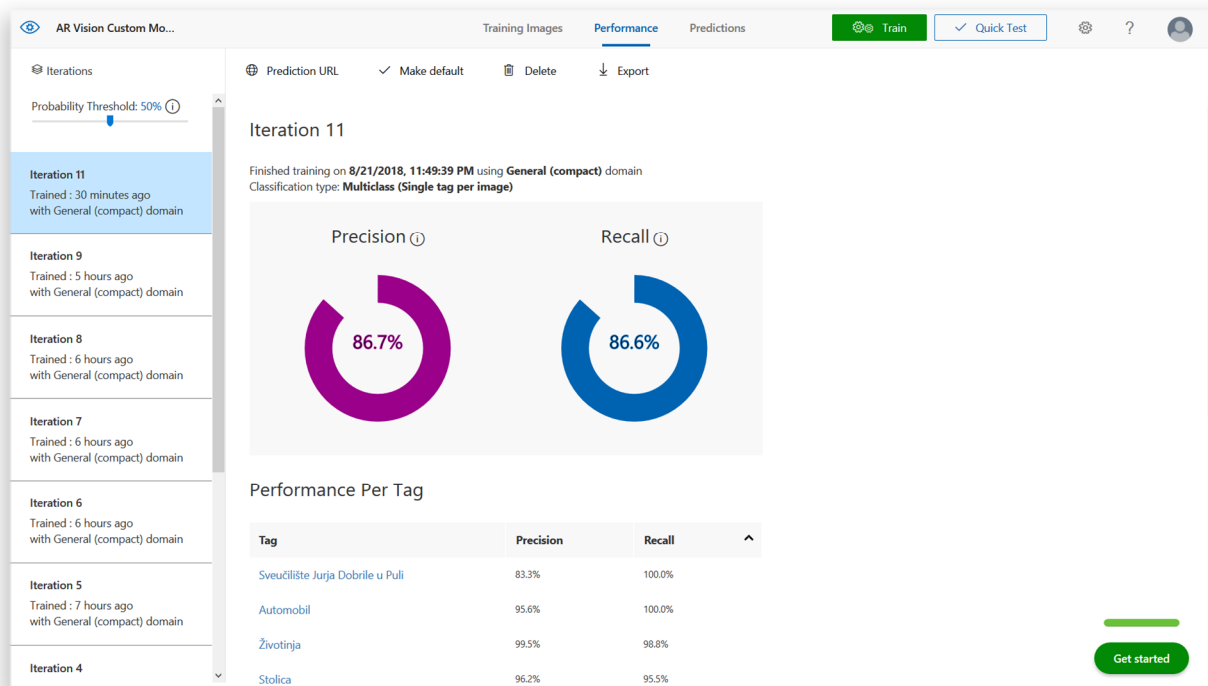 AR Vision Custom Mo...
Training Images
Performance
Predictions
Train
Quick Test
?
Iterations
Prediction URL
Make default
Delete
Export
Probability Threshold: 50%
Iteration 11
Trained : 30 minutes ago
with General (compact) domain
Iteration 9
Trained : 5 hours ago
with General (compact) domain
Iteration 8
Trained : 6 hours ago
with General (compact) domain
Iteration 7
Trained : 6 hours ago
with General (compact) domain
Iteration 6
Trained : 6 hours ago
with General (compact) domain
Iteration 5
Trained : 7 hours ago
with General (compact) domain
Iteration 4
Iteration 11
Finished training on 8/21/2018, 11:49:39 PM using General (compact) domain
Classification type: Multiclass (Single tag per image)
Precision
Recall
86.7%
86.6%
Performance Per Tag
Tag Precision Recall
Sveučilište Jurja Dobrile u Puli 83.3% 100.0%
Automobil 95.6% 100.0%
Životinja 99.5% 98.8%
Stolica 96.2% 95.5%
Get started